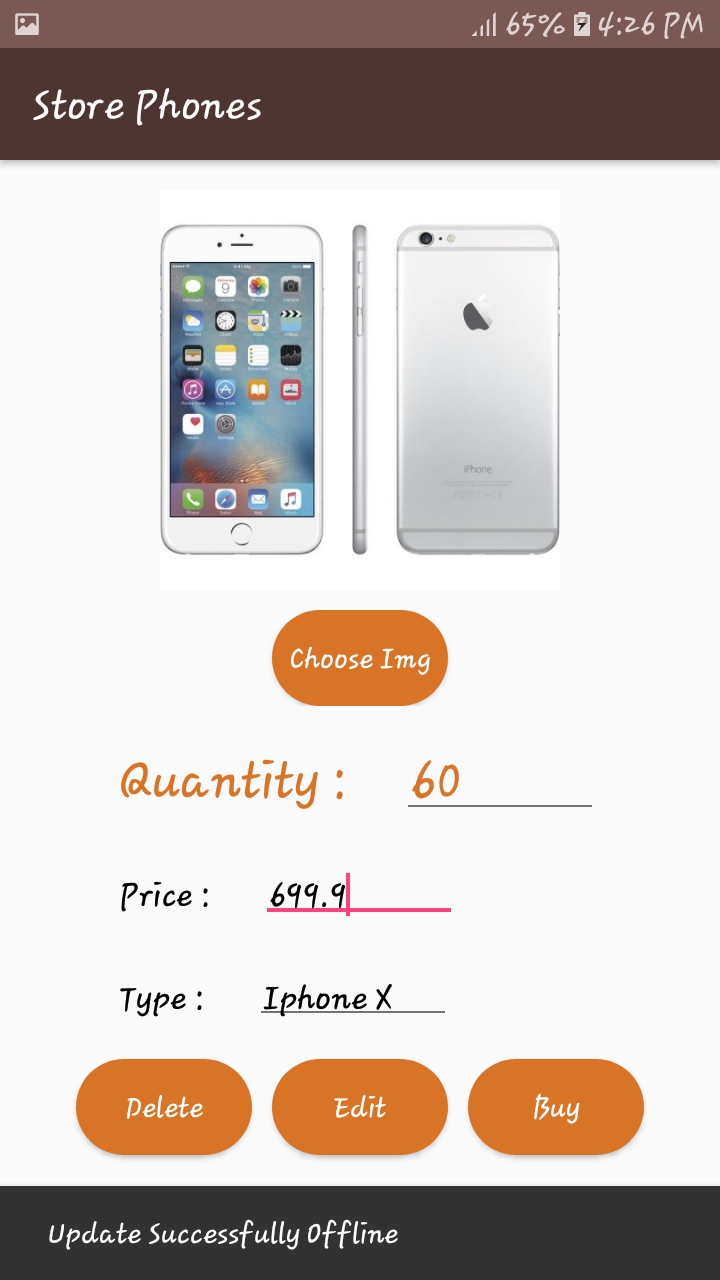 65% 4:26 PM
Store Phones
iPhone
Choose Img
Quantity : 60
Price : 699.9
Type : Iphone X
Delete Edit Buy
Update Successfully Offline